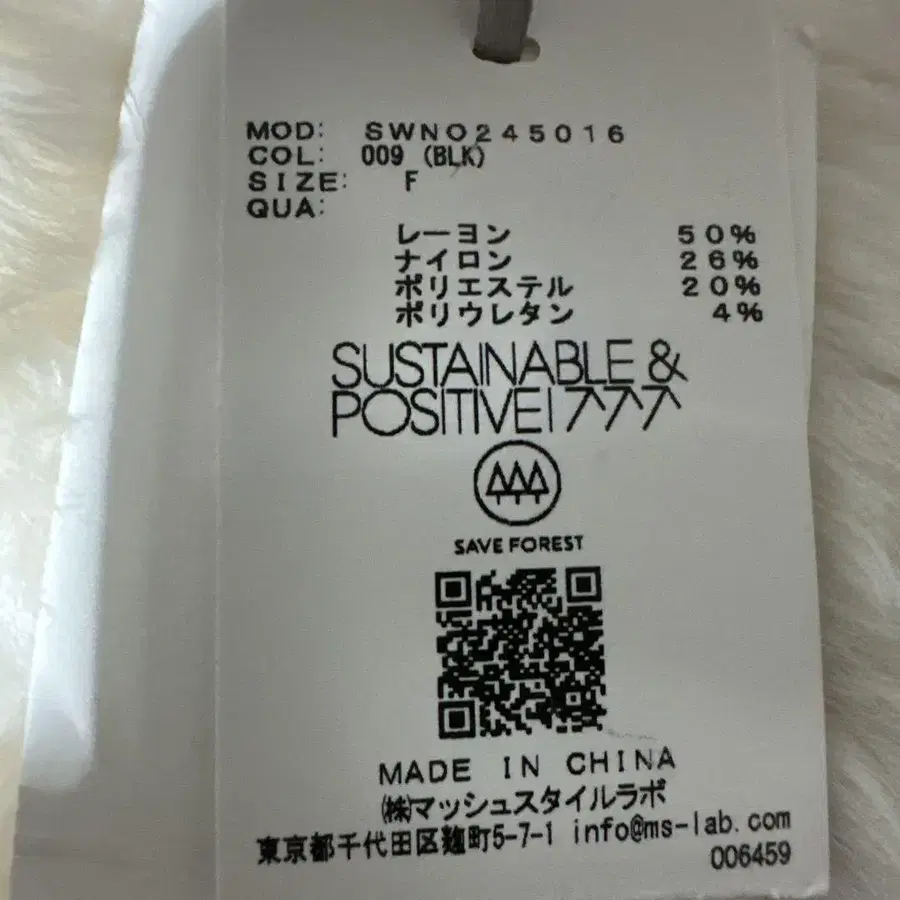 MOD: SWNO245016
COL: 009 (BLK)
SIZE: F
QUA:
レーヨン 50%
ナイロン 26%
ポリエステル 20%
ポリウレタン 4%
SUSTAINABLE &
POSITIVE!
SAVE FOREST
MADE IN CHINA
㈱マッシュスタイルラボ
東京都千代田区麹町5-7-1 info@ms-lab.com
006459